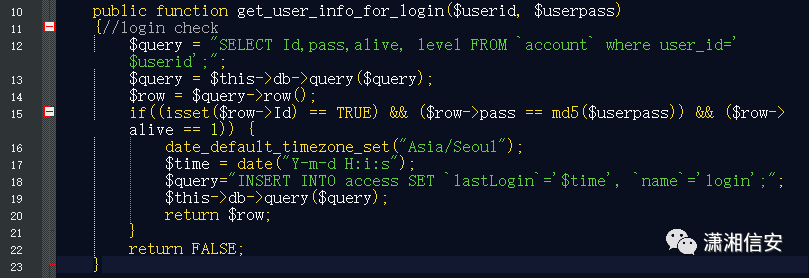 10 public function get_user_info_for_login($userid, $userpass)
11 {//login check
12 $query = "SELECT Id,pass,alive, level FROM `account` where user_id='
$userid';";
13 $query = $this->db->query($query);
14 $row = $query->row();
15 if((isset($row->Id) == TRUE) && ($row->pass == md5($userpass)) && ($row->
alive == 1)) {
16 date_default_timezone_set("Asia/Seoul");
17 $time = date("Y-m-d H:i:s");
18 $query="INSERT INTO access SET `lastLogin`='$time', `name`='login';";
19 $this->db->query($query);
20 return $row;
21 }
22 return FALSE;
23 }
潇湘信安